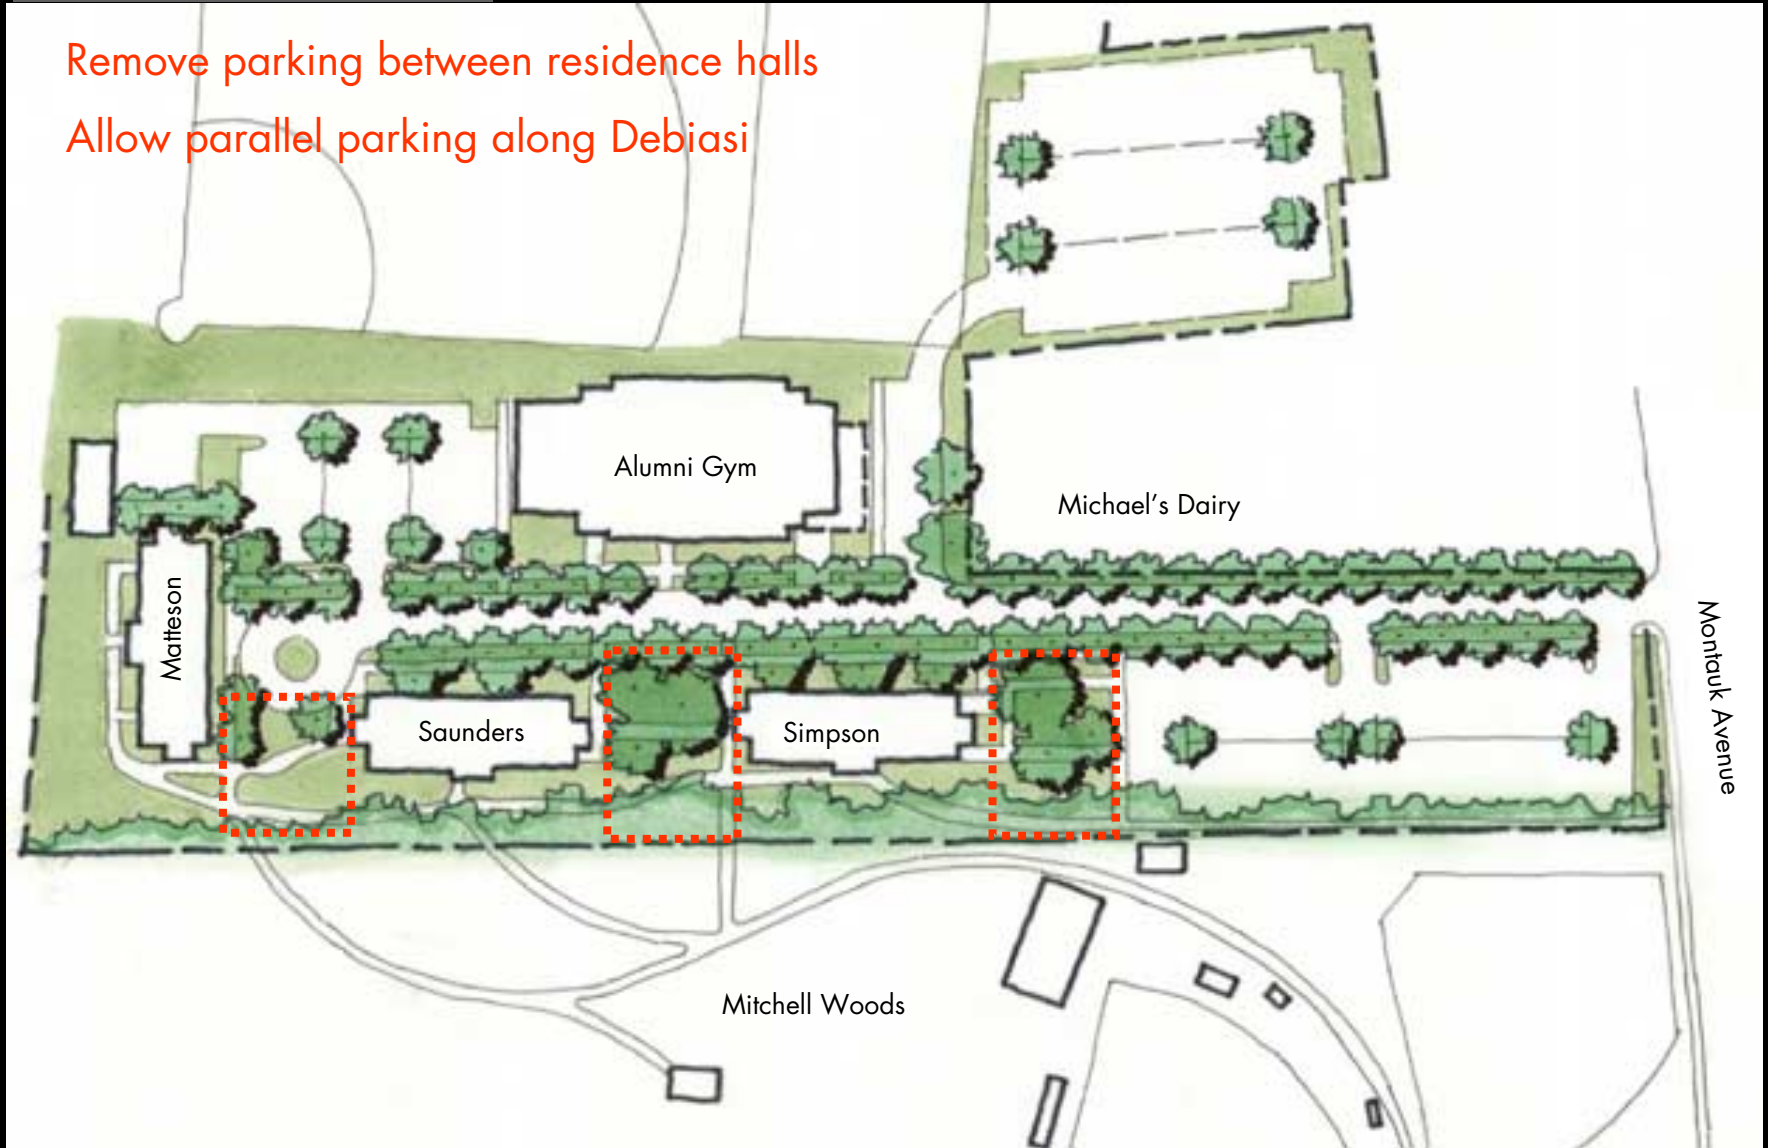 Remove parking between residence halls
Allow parallel parking along Debiasi
Alumni Gym
Michael's Dairy
Matteson
Saunders
Simpson
Montauk Avenue
Mitchell Woods